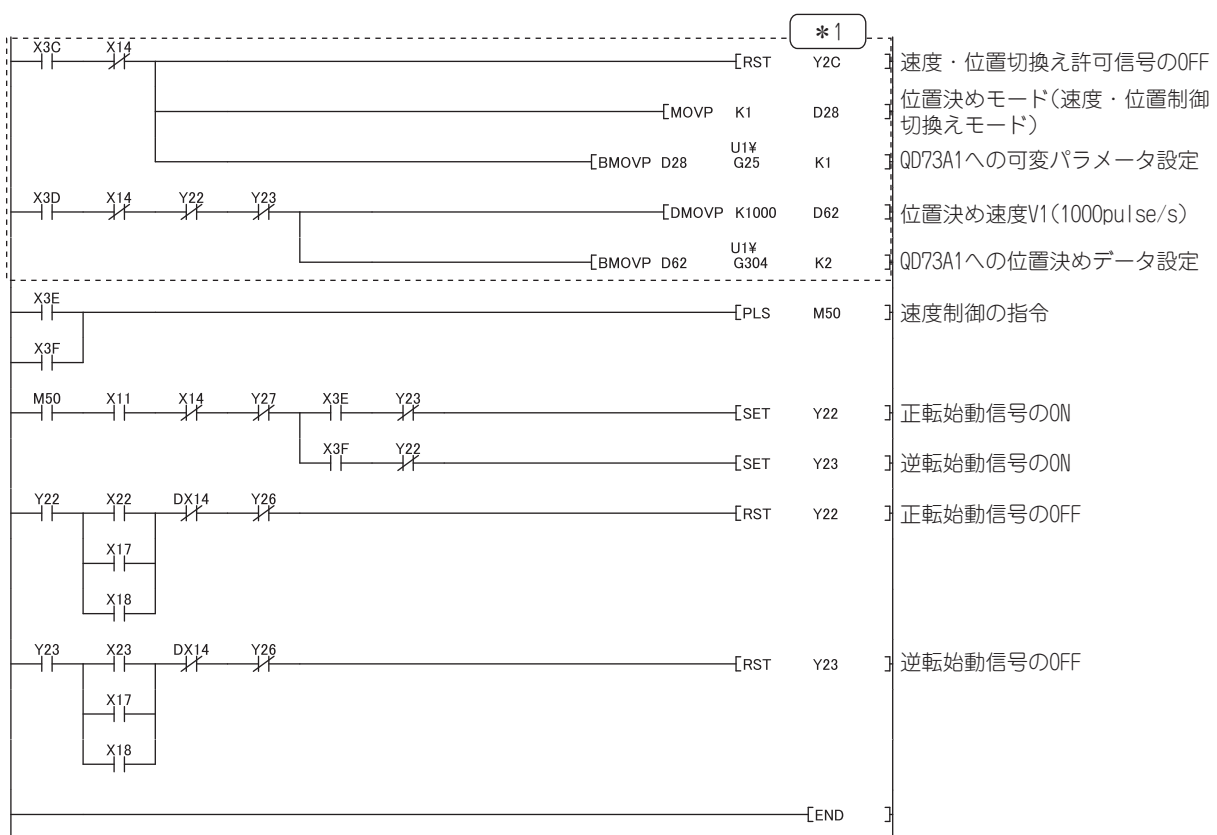 *1
X3C X14
[RST Y2C ] 速度・位置切換え許可信号のOFF
[MOVP K1 D28 ] 位置決めモード(速度・位置制御
切換えモード)
U1¥
[BMOVP D28 G25 K1 ] QD73A1への可変パラメータ設定
X3D X14 Y22 Y23
[DMOVP K1000 D62 ] 位置決め速度V1(1000pulse/s)
U1¥
[BMOVP D62 G304 K2 ] QD73A1への位置決めデータ設定
X3E
[PLS M50 ] 速度制御の指令
X3F
M50 X11 X14 Y27 X3E Y23
[SET Y22 ] 正転始動信号のON
X3F Y22
[SET Y23 ] 逆転始動信号のON
Y22 X22 DX14 Y26
[RST Y22 ] 正転始動信号のOFF
X17
X18
Y23 X23 DX14 Y26
[RST Y23 ] 逆転始動信号のOFF
X17
X18
[END ]